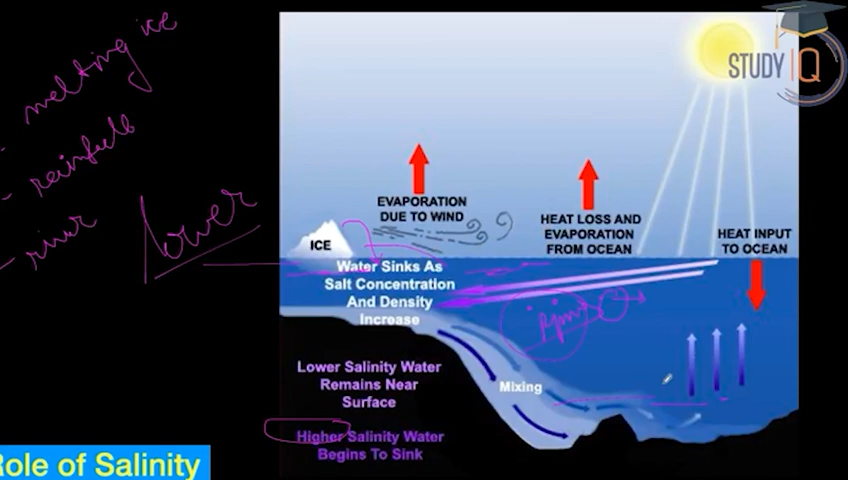 STUDY IQ
- melting ice
- rainfall
- river
lower
EVAPORATION
DUE TO WIND
HEAT LOSS AND
EVAPORATION
FROM OCEAN
HEAT INPUT
TO OCEAN
ICE
Water Sinks As
Salt Concentration
And Density
Increase
Lower Salinity Water
Remains Near
Surface
Mixing
Higher Salinity Water
Begins To Sink
Role of Salinity